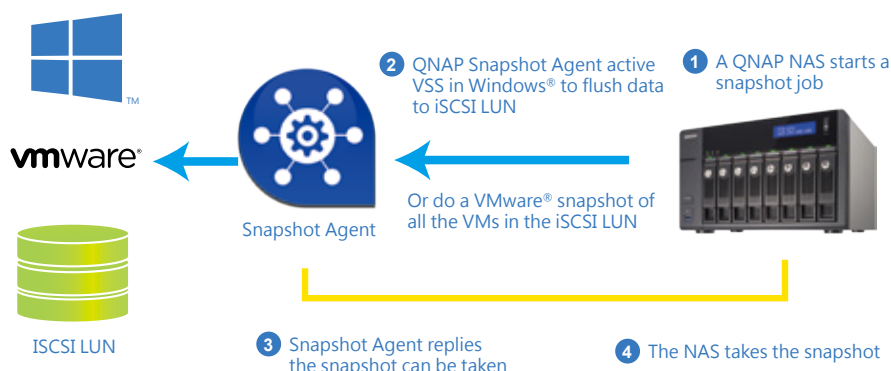 1 A QNAP NAS starts a
snapshot job
2 QNAP Snapshot Agent active
VSS in Windows® to flush data
to iSCSI LUN
TM
vmware®
Or do a VMware® snapshot of
all the VMs in the iSCSI LUN
Snapshot Agent
ISCSI LUN
3 Snapshot Agent replies
the snapshot can be taken
4 The NAS takes the snapshot